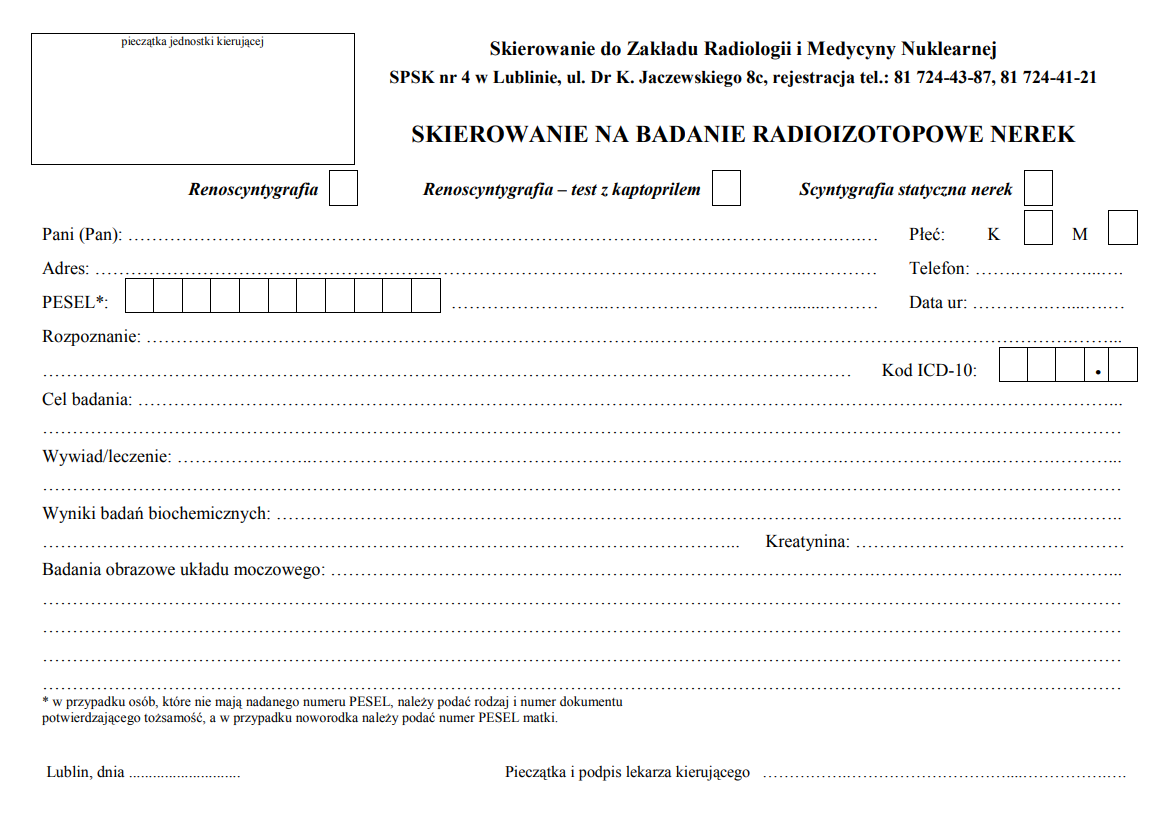 pieczątka jednostki kierującej
Skierowanie do Zakładu Radiologii i Medycyny Nuklearnej
SPSK nr 4 w Lublinie, ul. Dr K. Jaczewskiego 8c, rejestracja tel.: 81 724-43-87, 81 724-41-21
SKIEROWANIE NA BADANIE RADIOIZOTOPOWE NEREK
Renoscyntygrafia Renoscyntygrafia – test z kaptoprilem Scyntygrafia statyczna nerek
Pani (Pan): ……………………………………………………………………… Płeć: K M
Adres: ……………………………………………………………………… Telefon: ……………………
PESEL*: ……………………………………… Data ur: ……………………
Rozpoznanie: ………………………………………………………………………………………………
……………………………………………………………………… Kod ICD-10: .
Cel badania: ………………………………………………………………………………………………
………………………………………………………………………………………………………………
Wywiad/leczenie: …………………………………………………………………………………………
………………………………………………………………………………………………………………
Wyniki badań biochemicznych: ……………………………………………………………………………
……………………………………………………………… Kreatynina: ………………………………
Badania obrazowe układu moczowego: ……………………………………………………………………
………………………………………………………………………………………………………………
………………………………………………………………………………………………………………
………………………………………………………………………………………………………………
………………………………………………………………………………………………………………
* w przypadku osób, które nie mają nadanego numeru PESEL, należy podać rodzaj i numer dokumentu
potwierdzającego tożsamość, a w przypadku noworodka należy podać numer PESEL matki.
Lublin, dnia ............................ Pieczątka i podpis lekarza kierującego ………………………………………